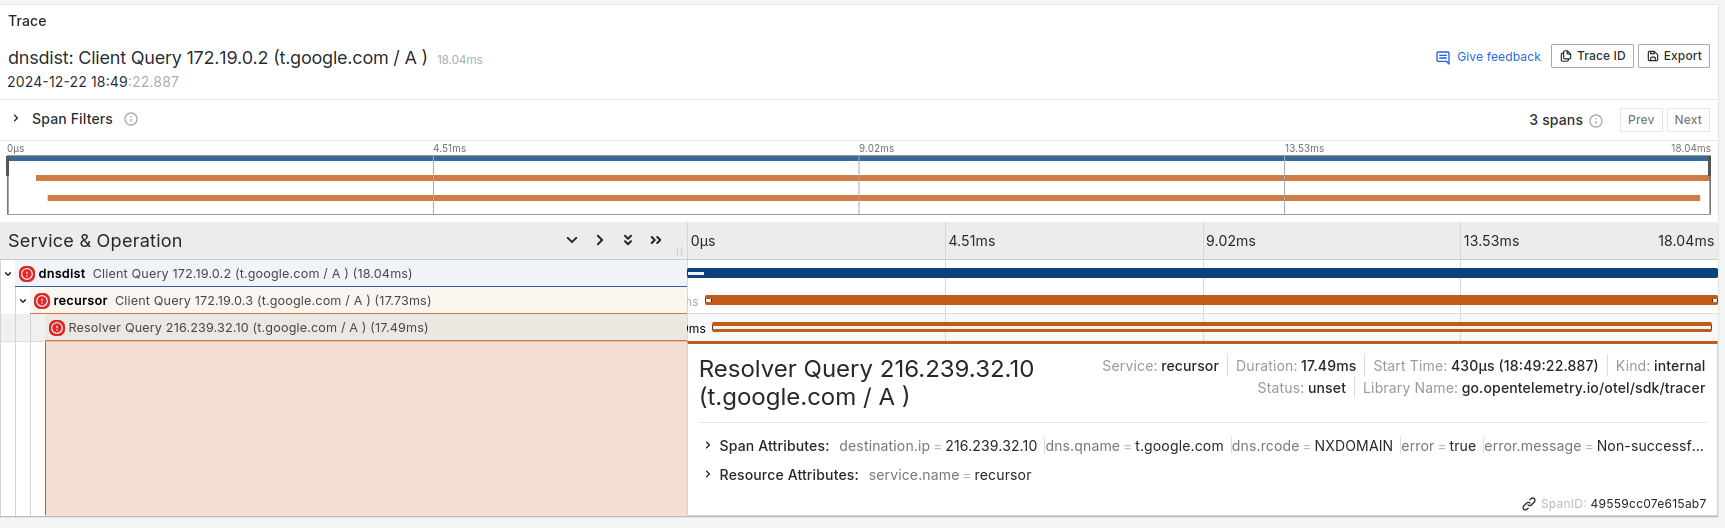 Trace
dnsdist: Client Query 172.19.0.2 (t.google.com / A ) 18.04ms
Give feedback Trace ID Export
2024-12-22 18:49:22.887
Span Filters 3 spans Prev Next
0μs 4.51ms 9.02ms 13.53ms 18.04ms
Service & Operation 0μs 4.51ms 9.02ms 13.53ms 18.04ms
dnsdist Client Query 172.19.0.2 (t.google.com / A ) (18.04ms)
recursor Client Query 172.19.0.3 (t.google.com / A ) (17.73ms)
Resolver Query 216.239.32.10 (t.google.com / A ) (17.49ms)
Resolver Query 216.239.32.10
(t.google.com / A )
Service: recursor Duration: 17.49ms Start Time: 430μs (18:49:22.887) Kind: internal
Status: unset Library Name: go.opentelemetry.io/otel/sdk/tracer
Span Attributes: destination.ip = 216.239.32.10 dns.qname = t.google.com dns.rcode = NXDOMAIN error = true error.message = Non-successf...
Resource Attributes: service.name = recursor
SpanID: 49559cc07e615ab7